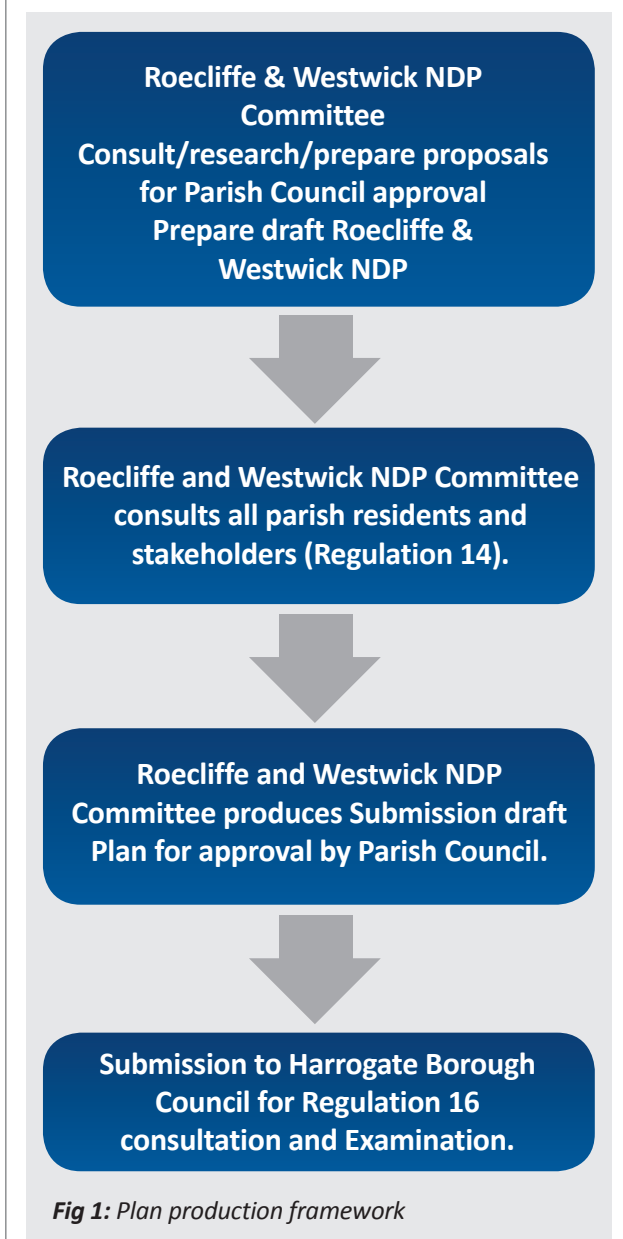 Roecliffe & Westwick NDP
Committee
Consult/research/prepare proposals
for Parish Council approval
Prepare draft Roecliffe &
Westwick NDP
Roecliffe and Westwick NDP Committee
consults all parish residents and
stakeholders (Regulation 14).
Roecliffe and Westwick NDP
Committee produces Submission draft
Plan for approval by Parish Council.
Submission to Harrogate Borough
Council for Regulation 16
consultation and Examination.
Fig 1: Plan production framework